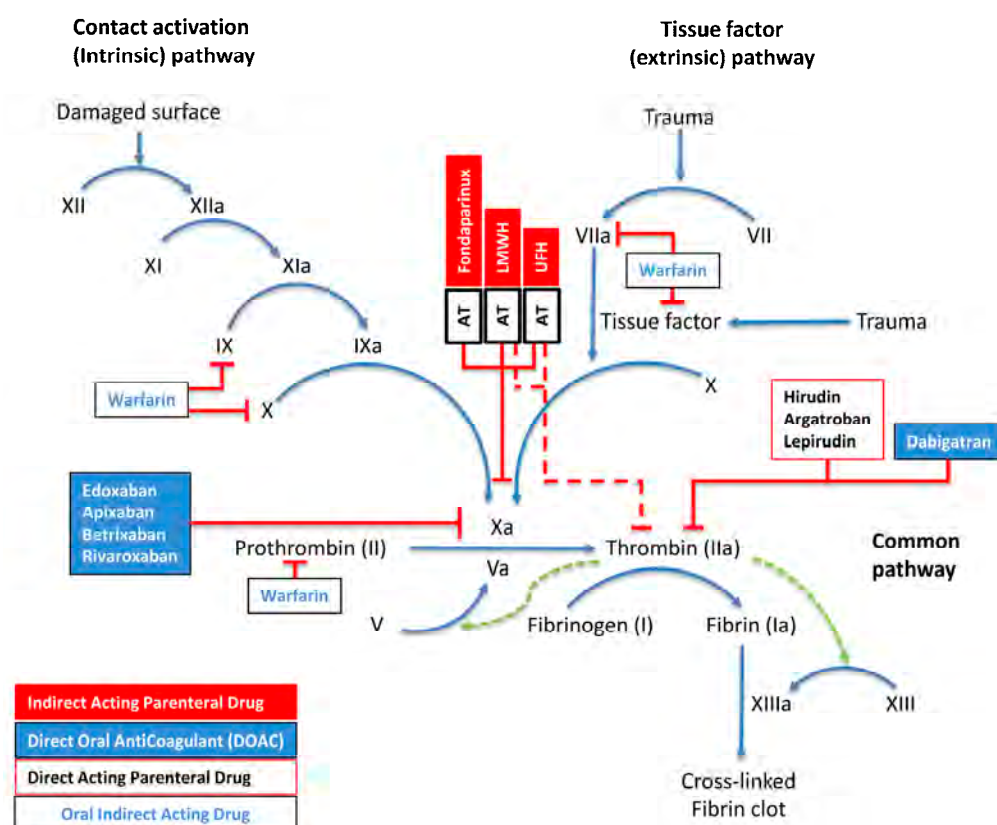 Contact activation
(Intrinsic) pathway
Tissue factor
(extrinsic) pathway
Damaged surface
Trauma
XII
XIIa
XI
XIa
IX
IXa
X
Warfarin
Fondaparinux
LMWH
UFH
AT
AT
AT
VIIa
VII
Warfarin
Tissue factor
Trauma
X
Hirudin
Argatroban
Lepirudin
Dabigatran
Edoxaban
Apixaban
Betrixaban
Rivaroxaban
Xa
Prothrombin (II)
Thrombin (IIa)
Common
pathway
Va
Warfarin
V
Fibrinogen (I)
Fibrin (Ia)
XIIIa
XIII
Cross-linked
Fibrin clot
Indirect Acting Parenteral Drug
Direct Oral AntiCoagulant (DOAC)
Direct Acting Parenteral Drug
Oral Indirect Acting Drug